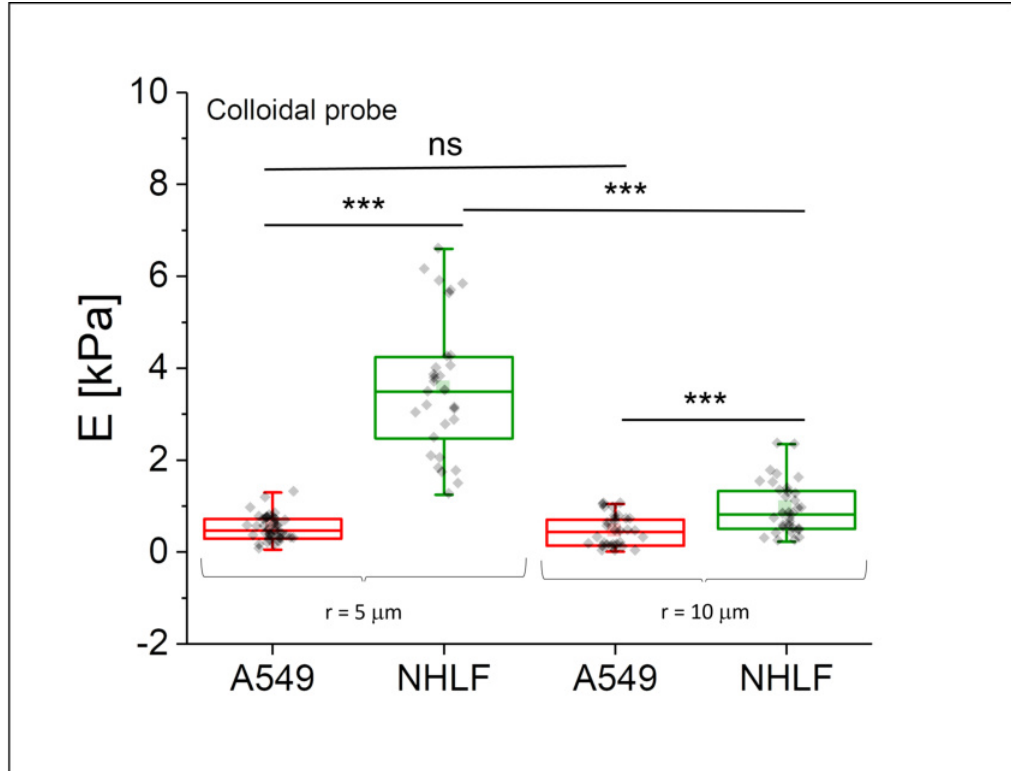 Colloidal probe
ns
***
***
***
E [kPa]
10
8
6
4
2
0
-2
r = 5 μm
r = 10 μm
A549 NHLF A549 NHLF